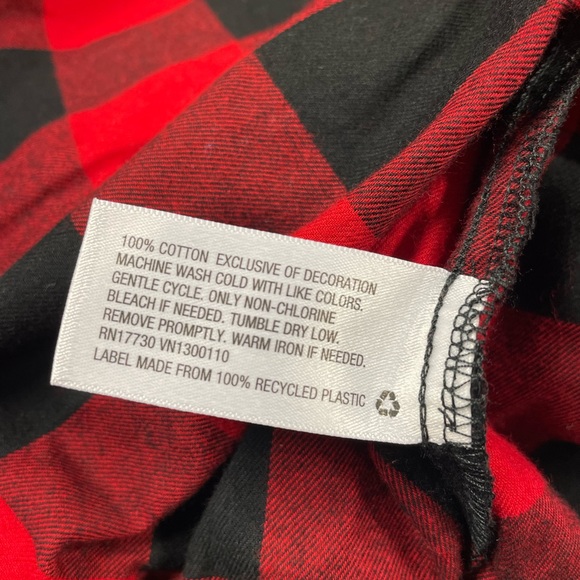 100% COTTON EXCLUSIVE OF DECORATION
MACHINE WASH COLD WITH LIKE COLORS.
GENTLE CYCLE. ONLY NON-CHLORINE
BLEACH IF NEEDED. TUMBLE DRY LOW.
REMOVE PROMPTLY. WARM IRON IF NEEDED.
RN17730 VN1300110
LABEL MADE FROM 100% RECYCLED PLASTIC